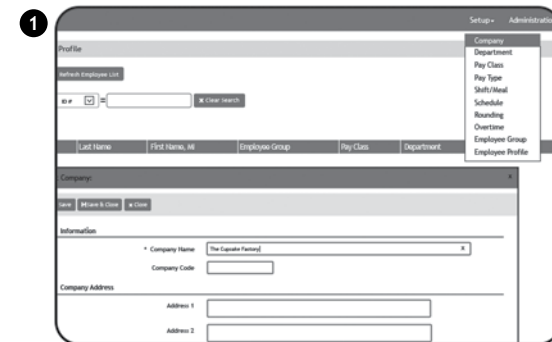 1
Setup Administratio
Profile
Company
Department
Pay Class
Pay Type
Shift/Meal
Schedule
Rounding
Overtime
Employee Group
Employee Profile
Refresh Employee List
ID # = x Clear Search
Last Name First Name, MI Employee Group Pay Class Department
Company: x
Save Save & Close x Close
Information
* Company Name The Cupcake Factory x
Company Code
Company Address
Address 1
Address 2